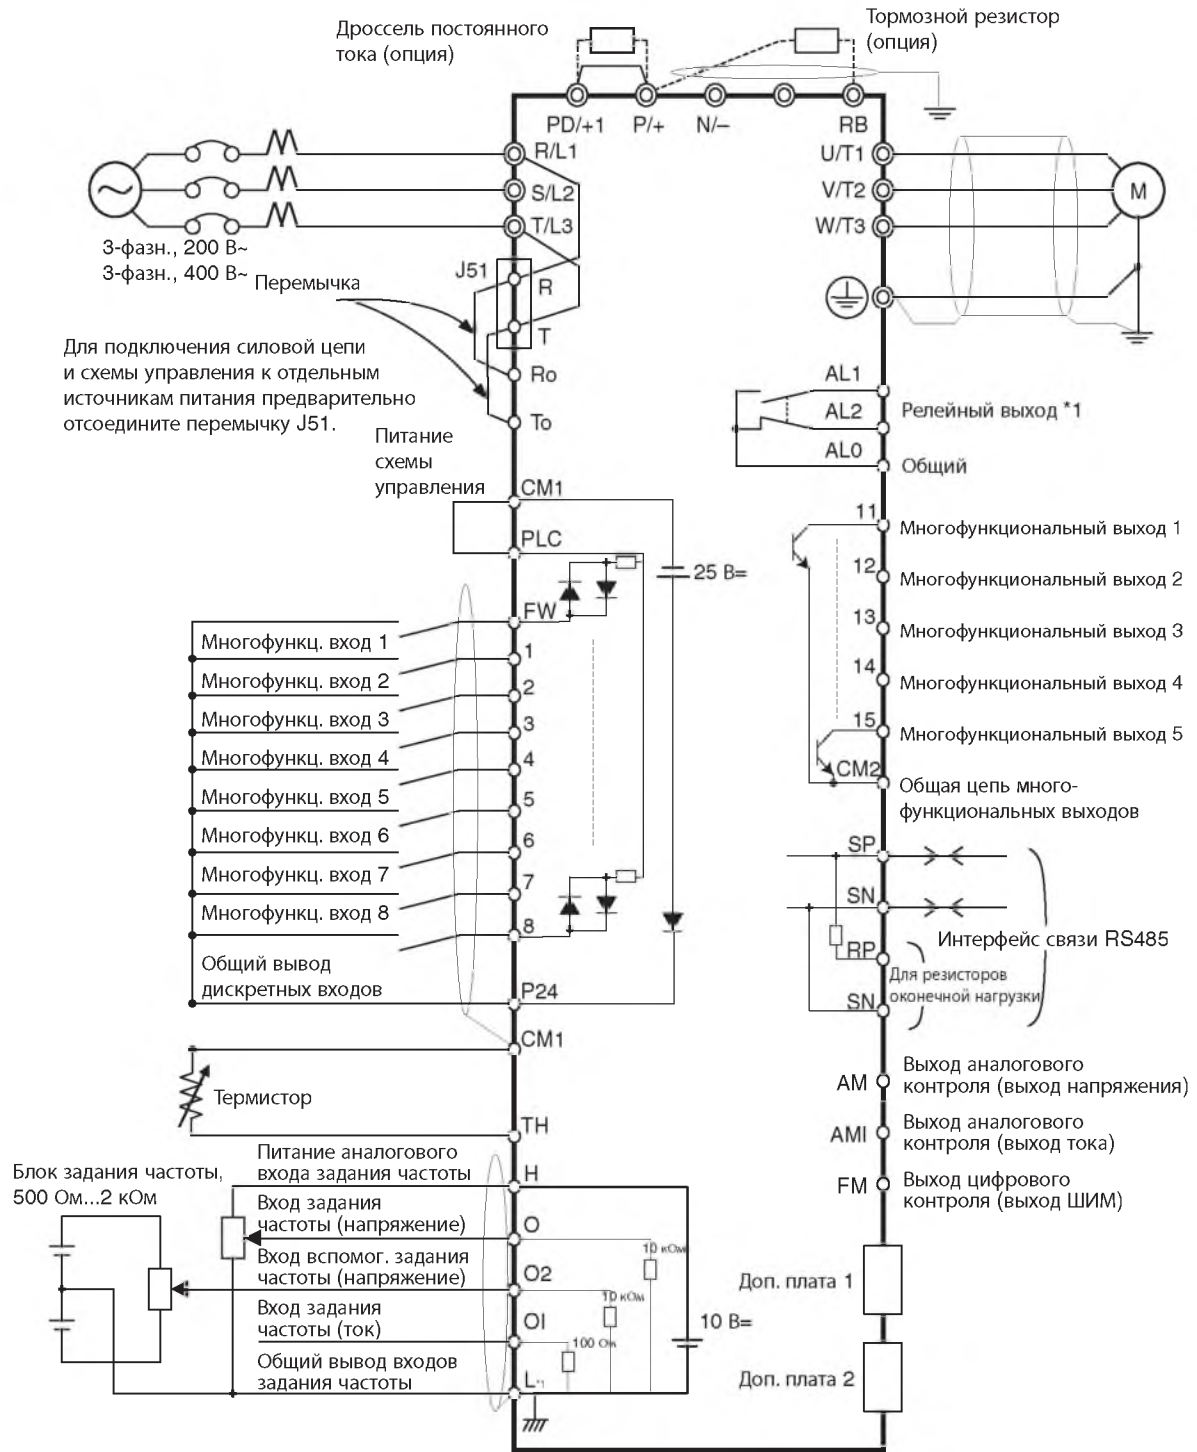 Дроссель постоянного
тока (опция)
Тормозной резистор
(опция)
PD/+1
P/+
N/–
RB
R/L1
S/L2
T/L3
U/T1
V/T2
W/T3
M
3-фазн., 200 В~
3-фазн., 400 В~
Перемычка
J51
R
T
Для подключения силовой цепи
и схемы управления к отдельным
источникам питания предварительно
отсоедините перемычку J51.
Ro
To
Питание
схемы
управления
AL1
AL2
AL0
Релейный выход *1
Общий
CM1
PLC
25 В=
FW
1
2
3
4
5
6
7
8
P24
CM1
TH
Многофункц. вход 1
Многофункц. вход 2
Многофункц. вход 3
Многофункц. вход 4
Многофункц. вход 5
Многофункц. вход 6
Многофункц. вход 7
Многофункц. вход 8
Общий вывод
дискретных входов
Термистор
11
Многофункциональный выход 1
12
Многофункциональный выход 2
13
Многофункциональный выход 3
14
Многофункциональный выход 4
15
Многофункциональный выход 5
CM2
Общая цепь много-
функциональных выходов
SP
SN
RP
SN
Интерфейс связи RS485
Для резисторов
оконечной нагрузки
AM
Выход аналогового
контроля (выход напряжения)
AMI
Выход аналогового
контроля (выход тока)
FM
Выход цифрового
контроля (выход ШИМ)
Блок задания частоты,
500 Ом...2 кОм
Питание аналогового
входа задания частоты
H
Вход задания
частоты (напряжение)
O
Вход вспомог. задания
частоты (напряжение)
O2
Вход задания
частоты (ток)
OI
Общий вывод входов
задания частоты
L
10 кОм
10 кОм
100 Ом
10 В=
Доп. плата 1
Доп. плата 2